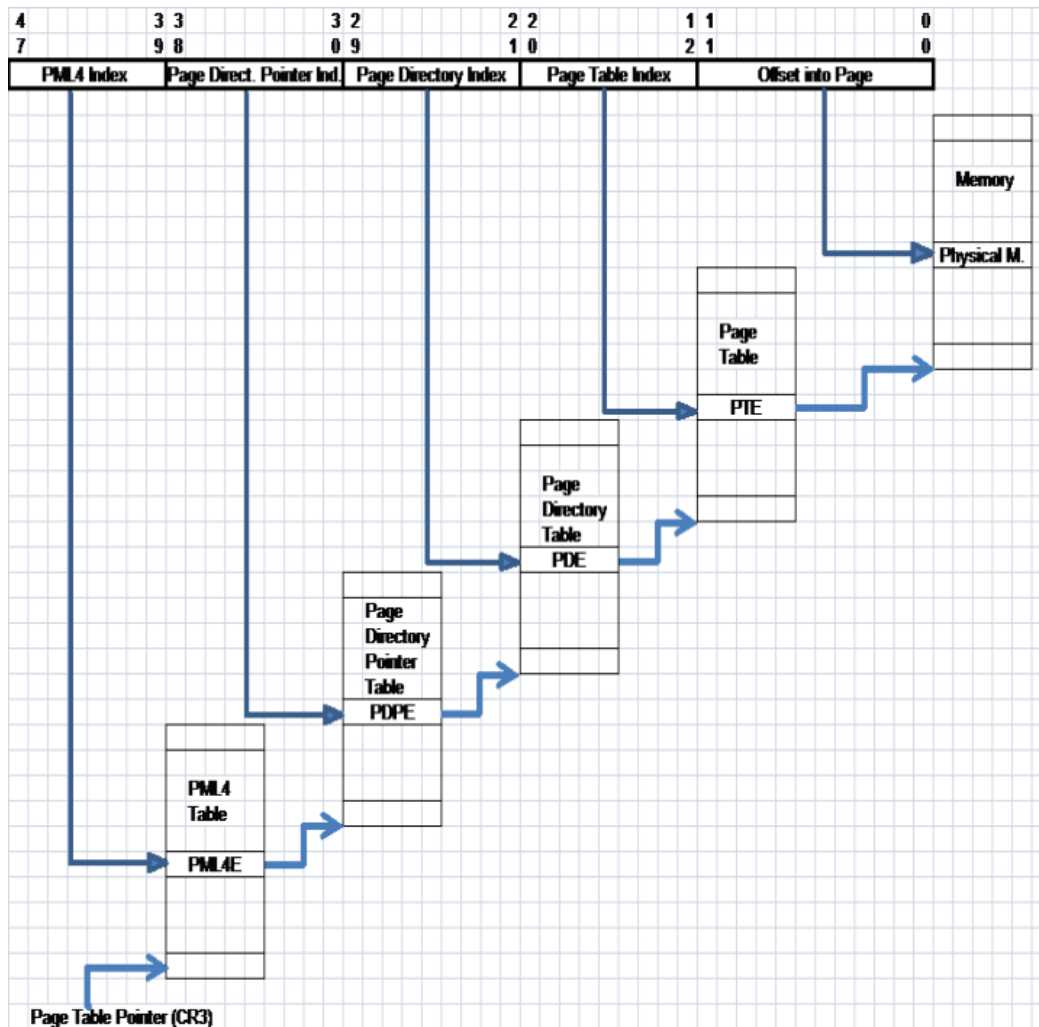 4 3 3 3 2 2 2 1 1 0
7 9 8 0 9 1 0 2 1 0
PML4 Index Page Direct. Pointer Ind. Page Directory Index Page Table Index Offset into Page
Memory
Physical M.
Page
Table
PTE
Page
Directory
Table
PDE
Page
Directory
Pointer
Table
PDPE
PML4
Table
PML4E
Page Table Pointer (CR3)